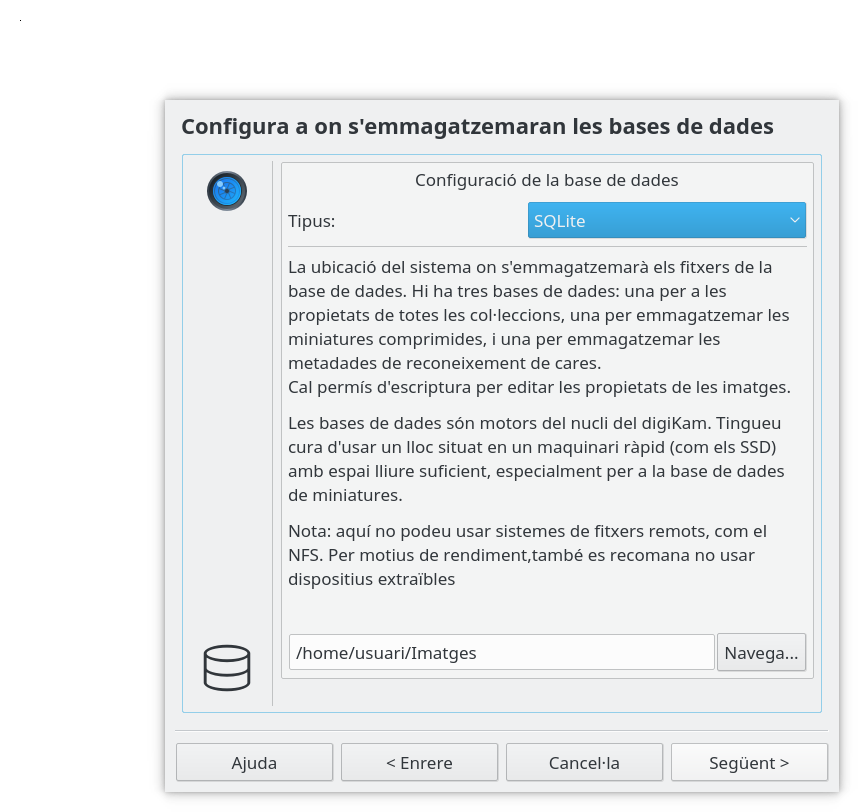 Configura a on s'emmagatzemaran les bases de dades
Configuració de la base de dades
Tipus:
SQLite
La ubicació del sistema on s'emmagatzemarà els fitxers de la
base de dades. Hi ha tres bases de dades: una per a les
propietats de totes les col·leccions, una per emmagatzemar les
miniatures comprimides, i una per emmagatzemar les
metadades de reconeixement de cares.
Cal permís d'escriptura per editar les propietats de les imatges.
Les bases de dades són motors del nucli del digiKam. Tingueu
cura d'usar un lloc situat en un maquinari ràpid (com els SSD)
amb espai lliure suficient, especialment per a la base de dades
de miniatures.
Nota: aquí no podeu usar sistemes de fitxers remots, com el
NFS. Per motius de rendiment,també es recomana no usar
dispositius extraïbles
/home/usuari/Imatges
Navega...
Ajuda
< Enrere
Cancel·la
Següent >